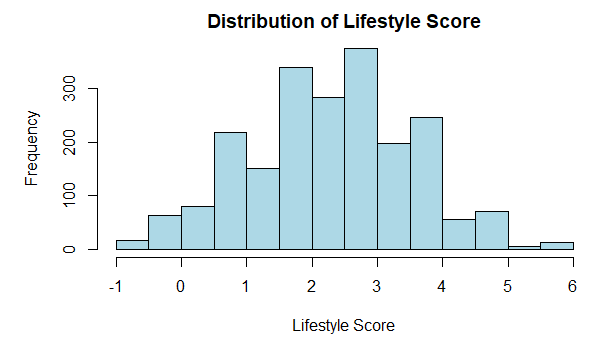 Distribution of Lifestyle Score
Frequency
300
200
100
0
-1 0 1 2 3 4 5 6
Lifestyle Score